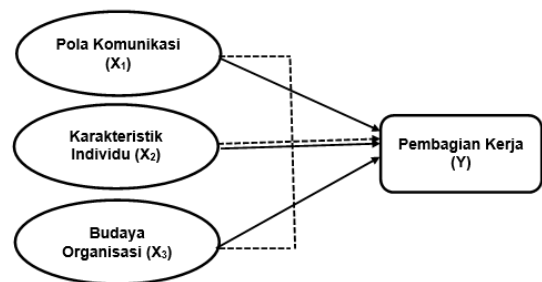 Pola Komunikasi
(X₁)
Karakteristik
Individu (X₂)
Pembagian Kerja
(Y)
Budaya
Organisasi (X₃)